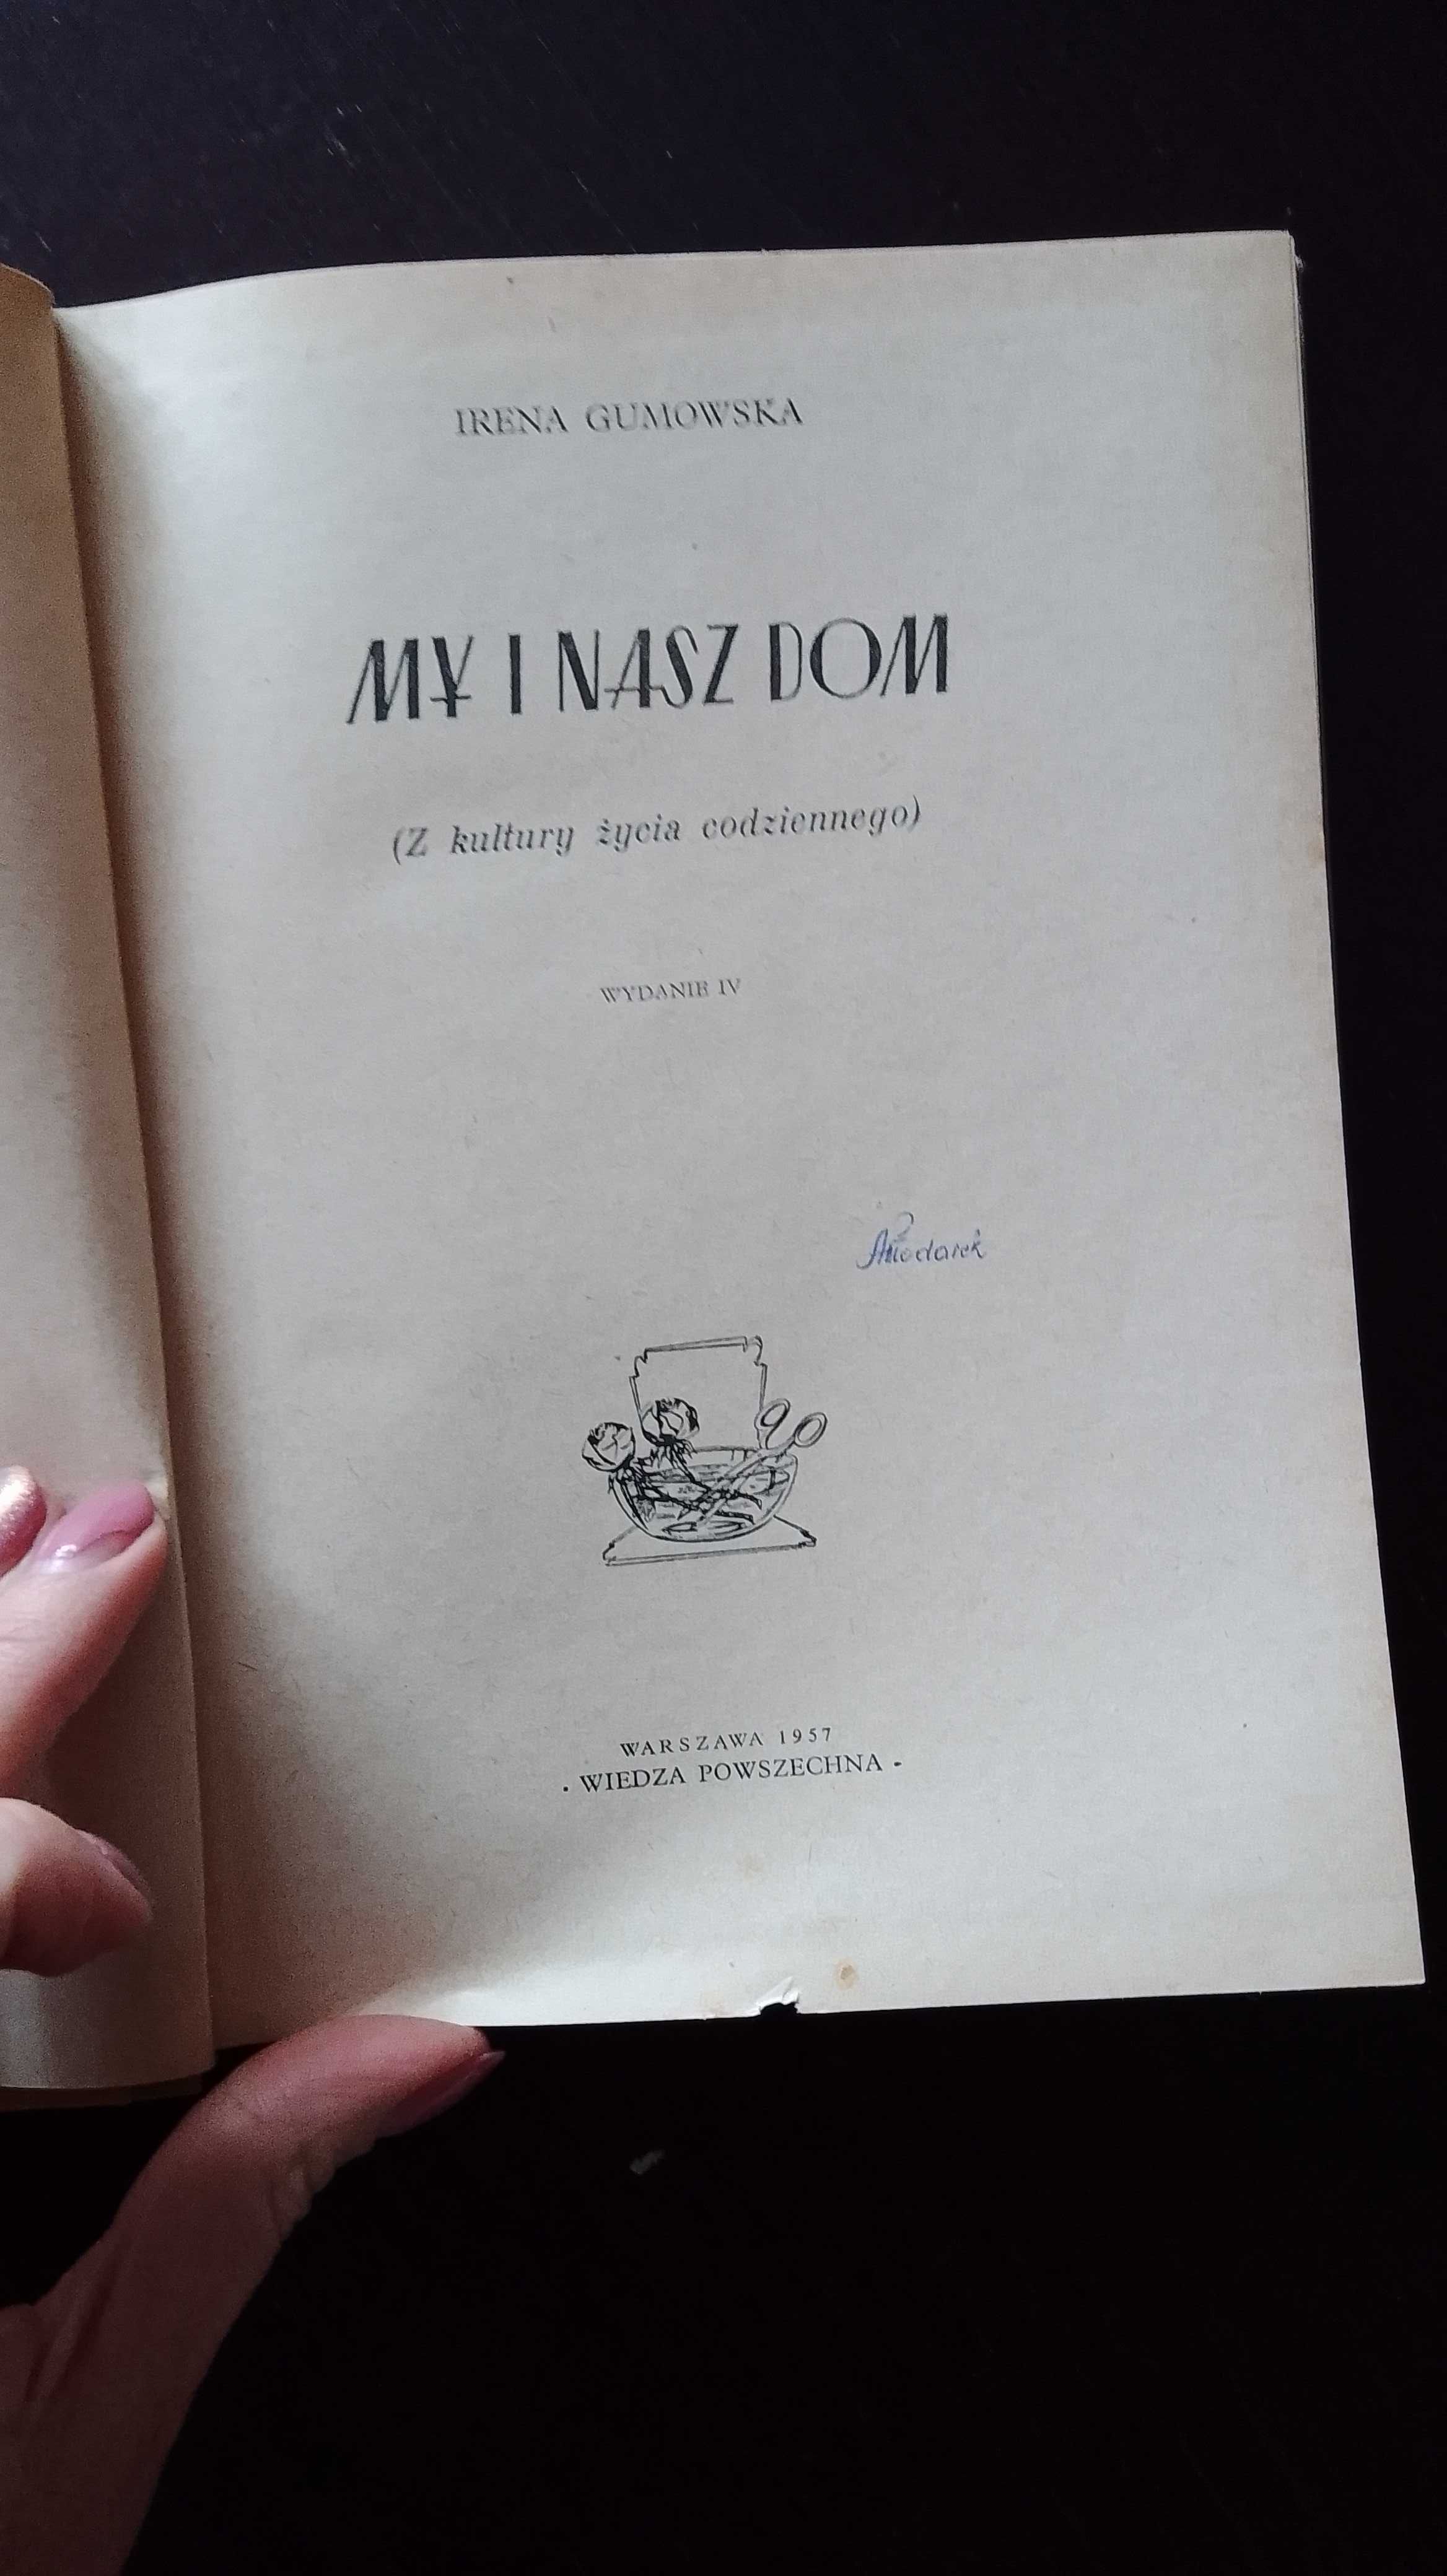 IRENA GUMOWSKA
MY I NASZ DOM
(Z kultury życia codziennego)
WYDANIE IV
WARSZAWA 1957
• WIEDZA POWSZECHNA •